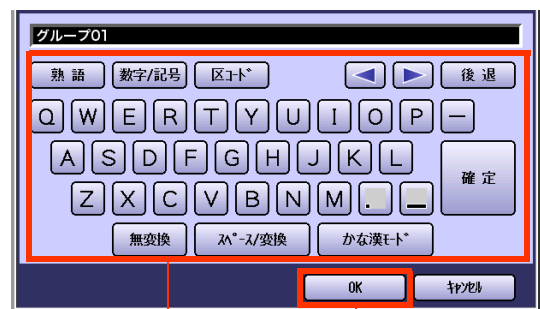 グループ01
熟 語 数字/記号 区ｺｰﾄﾞ 後 退
Q W E R T Y U I O P ー
A S D F G H J K L
確 定
Z X C V B N M . _
無変換 ｽﾍﾟｰｽ/変換 かな漢ﾓｰﾄﾞ
OK ｷｬﾝｾﾙ